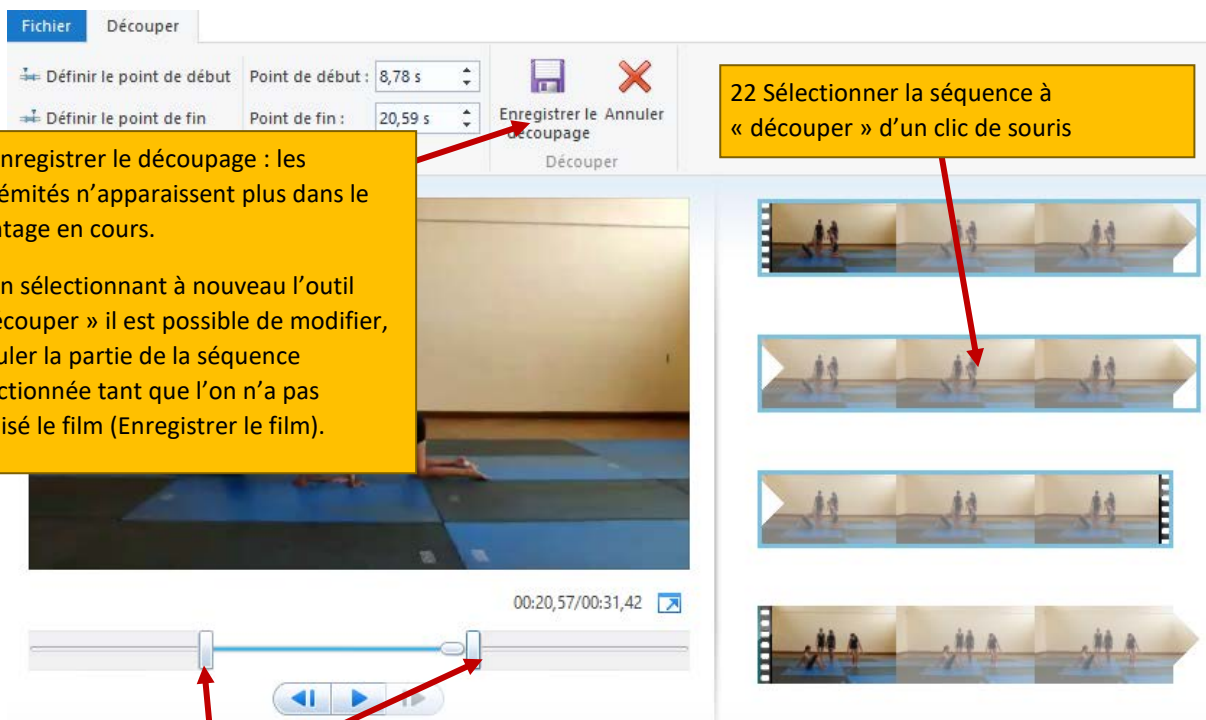 Fichier Découper
Définir le point de début Point de début : 8,78 s
Définir le point de fin Point de fin : 20,59 s
Enregistrer le découpage
Annuler
Découper
22 Sélectionner la séquence à
« découper » d’un clic de souris
nregistrer le découpage : les
émités n’apparaissent plus dans le
tage en cours.
n sélectionnant à nouveau l’outil
écouper » il est possible de modifier,
uler la partie de la séquence
ctionnée tant que l’on n’a pas
isé le film (Enregistrer le film).
00:20,57/00:31,42